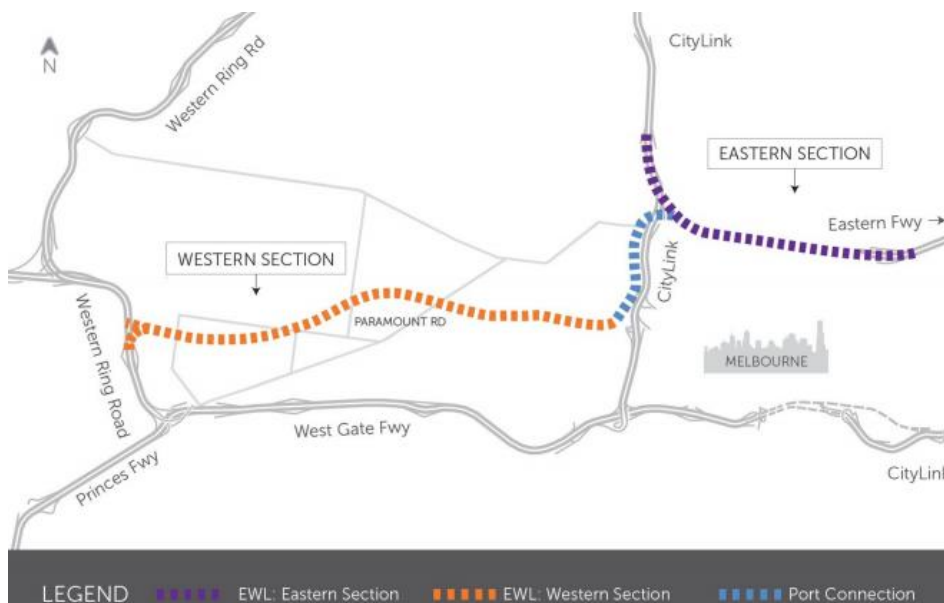 CityLink
Western Ring Rd
N
EASTERN SECTION
Eastern Fwy
WESTERN SECTION
CityLink
PARAMOUNT RD
MELBOURNE
Western Ring Road
West Gate Fwy
Princes Fwy
CityLink
LEGEND
EWL: Eastern Section
EWL: Western Section
Port Connection